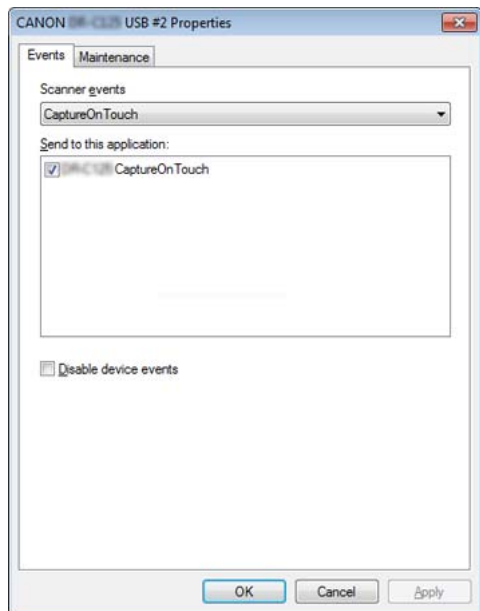 CANON USB #2 Properties
Events Maintenance
Scanner events
CaptureOnTouch
Send to this application:
CaptureOnTouch
Disable device events
OK Cancel Apply